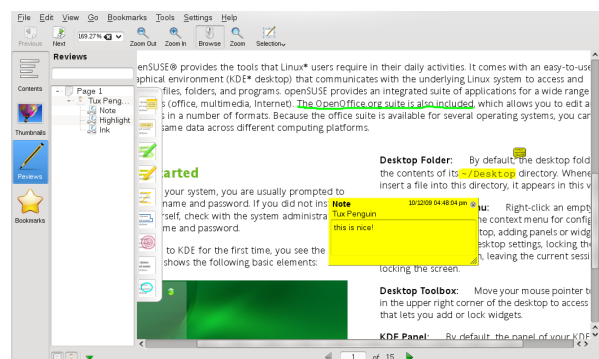 File Edit View Go Bookmarks Tools Settings Help
169.27%
Previous Next Zoom Out Zoom In Browse Zoom Selection
Reviews
Contents
Thumbnails
Reviews
Bookmarks
Page 1
Tux Peng...
Note
Highlight
Ink
enSUSE® provides the tools that Linux* users require in their daily activities. It comes with an easy-to-use
aphical environment (KDE* desktop) that communicates with the underlying Linux system to access and
files, folders, and programs. openSUSE provides an integrated suite of applications for a wide range
s (office, multimedia, Internet). The OpenOffice.org suite is also included, which allows you to edit a
s in a number of formats. Because the office suite is available for several operating systems, you can
same data across different computing platforms.
arted
your system, you are usually prompted to
name and password. If you did not ins
rself, check with the system administra
me and password.
to KDE for the first time, you see the
shows the following basic elements:
Desktop Folder: By default, the desktop fold
the contents of its ~/Desktop directory. Whene
insert a file into this directory, it appears in this v
Note 10/12/09 04:48:04 pm
Tux Penguin
this is nice!
u: Right-click an empty
he context menu for config
top, adding panels or widg
esktop settings, locking the
n, leaving the current sessi
locking the screen.
Desktop Toolbox: Move your mouse pointer t
in the upper right corner of the desktop to access
that lets you add or lock widgets.
KDE Panel: By default, the panel of your KDE
1 of 15